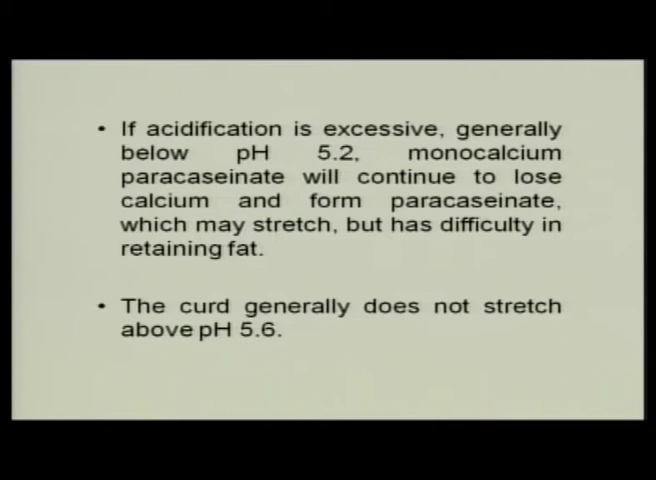 • If acidification is excessive, generally
below pH 5.2, monocalcium
paracaseinate will continue to lose
calcium and form paracaseinate,
which may stretch, but has difficulty in
retaining fat.
• The curd generally does not stretch
above pH 5.6.